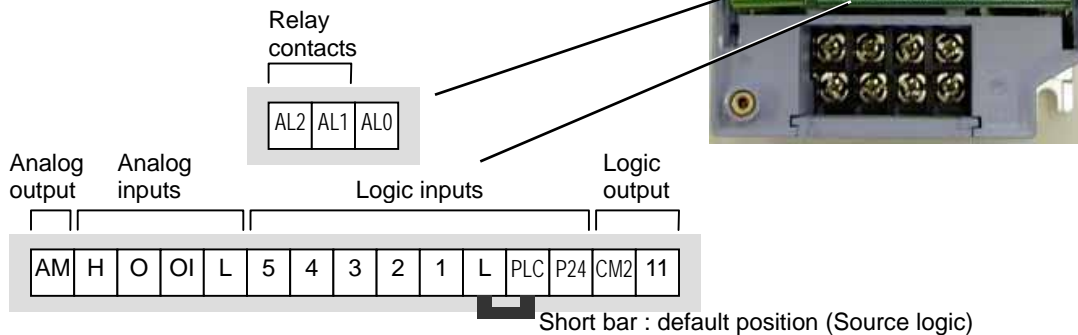 Relay
contacts
AL2 AL1 AL0
Analog
output
Analog
inputs
Logic inputs
Logic
output
AM H O OI L 5 4 3 2 1 L PLC P24 CM2 11
Short bar : default position (Source logic)